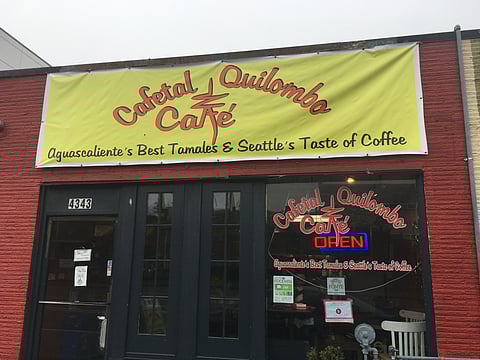 Cafetal Quilombo
Café
Aguascaliente's Best Tamales & Seattle's Taste of Coffee
4343
Cafetal Quilombo
Café
OPEN
Aguascaliente's Best Tamales & Seattle's Taste of Coffee